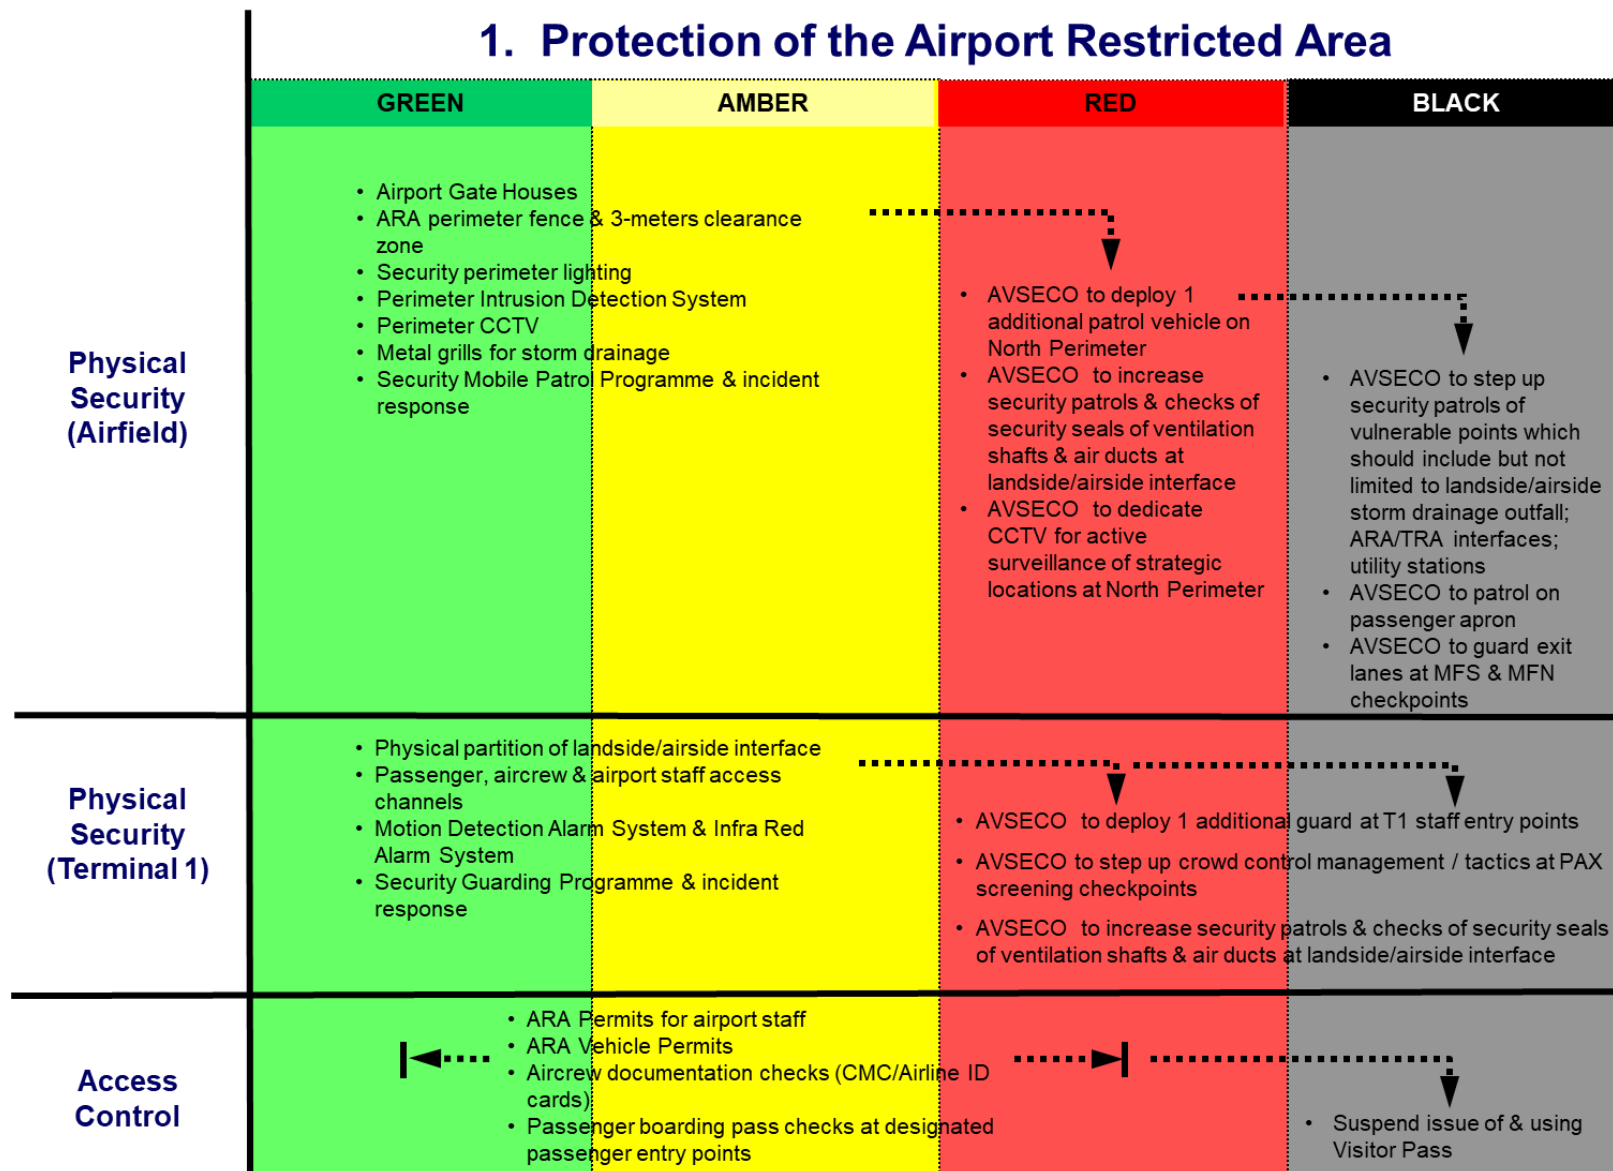 1. Protection of the Airport Restricted Area
GREEN
AMBER
RED
BLACK
Physical
Security
(Airfield)
• Airport Gate Houses
• ARA perimeter fence & 3-meters clearance
zone
• Security perimeter lighting
• Perimeter Intrusion Detection System
• Perimeter CCTV
• Metal grills for storm drainage
• Security Mobile Patrol Programme & incident
response
• AVSECO to deploy 1
additional patrol vehicle on
North Perimeter
• AVSECO to increase
security patrols & checks of
security seals of ventilation
shafts & air ducts at
landside/airside interface
• AVSECO to dedicate
CCTV for active
surveillance of strategic
locations at North Perimeter
• AVSECO to step up
security patrols of
vulnerable points which
should include but not
limited to landside/airside
storm drainage outfall;
ARA/TRA interfaces;
utility stations
• AVSECO to patrol on
passenger apron
• AVSECO to guard exit
lanes at MFS & MFN
checkpoints
Physical
Security
(Terminal 1)
• Physical partition of landside/airside interface
• Passenger, aircrew & airport staff access
channels
• Motion Detection Alarm System & Infra Red
Alarm System
• Security Guarding Programme & incident
response
• AVSECO to deploy 1 additional guard at T1 staff entry points
• AVSECO to step up crowd control management / tactics at PAX
screening checkpoints
• AVSECO to increase security patrols & checks of security seals
of ventilation shafts & air ducts at landside/airside interface
Access
Control
• ARA Permits for airport staff
• ARA Vehicle Permits
• Aircrew documentation checks (CMC/Airline ID
cards)
• Passenger boarding pass checks at designated
passenger entry points
• Suspend issue of & using
Visitor Pass